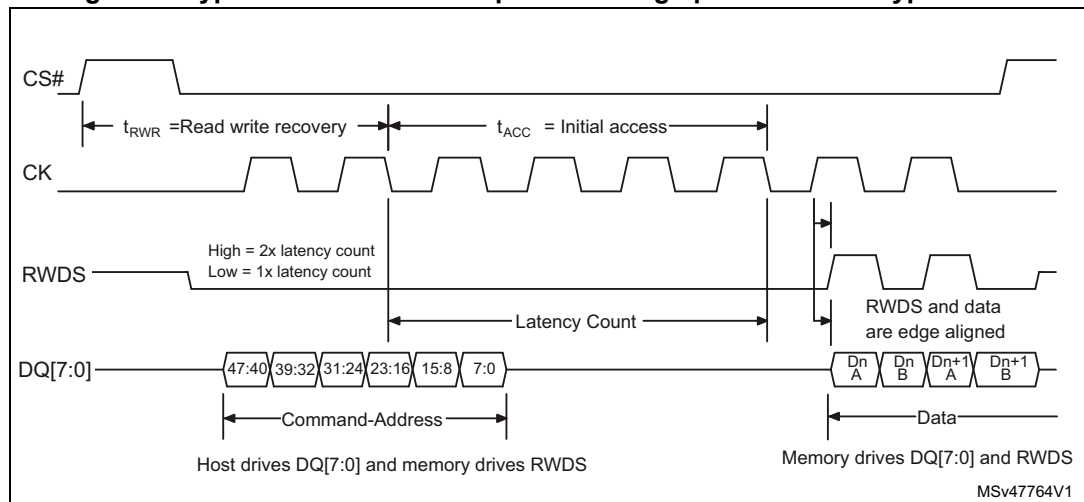 CS#
tRWR =Read write recovery
tACC = Initial access
CK
High = 2x latency count
Low = 1x latency count
RWDS
RWDS and data
are edge aligned
Latency Count
DQ[7:0]
47:40 39:32 31:24 23:16 15:8 7:0
Dn A Dn B Dn+1 A Dn+1 B
Command-Address
Data
Host drives DQ[7:0] and memory drives RWDS
Memory drives DQ[7:0] and RWDS
MSv47764V1